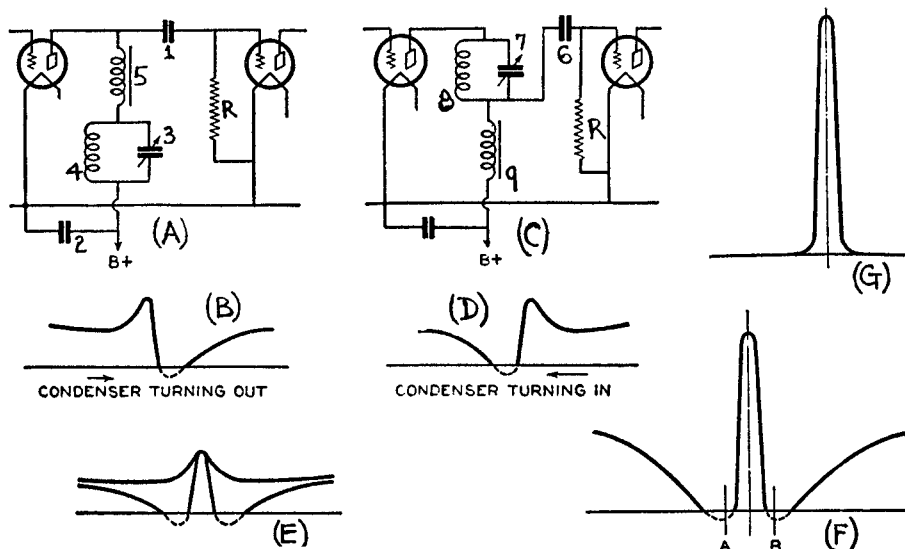 1
5
3
4
R
2
(A)
B+
7
8
6
R
9
(C)
B+
(G)
(B)
CONDENSER TURNING OUT
(D)
CONDENSER TURNING IN
(E)
A
B
(F)